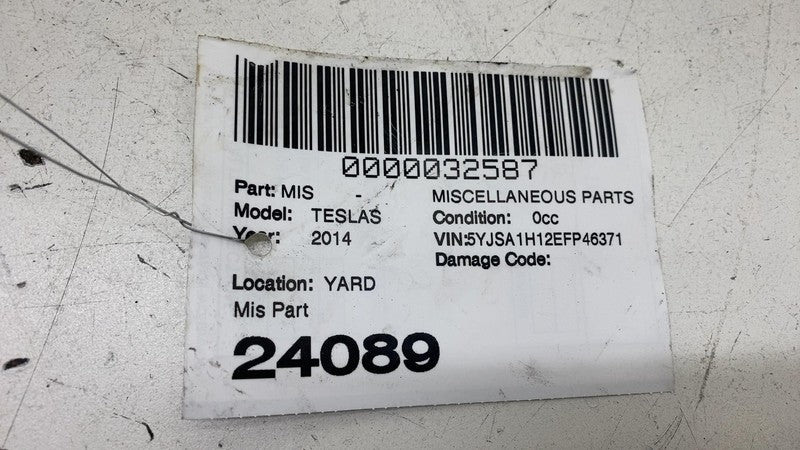 0000032587
Part: MIS - MISCELLANEOUS PARTS
Model: TESLAS Condition: 0cc
Year: 2014 VIN:5YJSA1H12EFP46371
Damage Code:
Location: YARD
Mis Part
24089